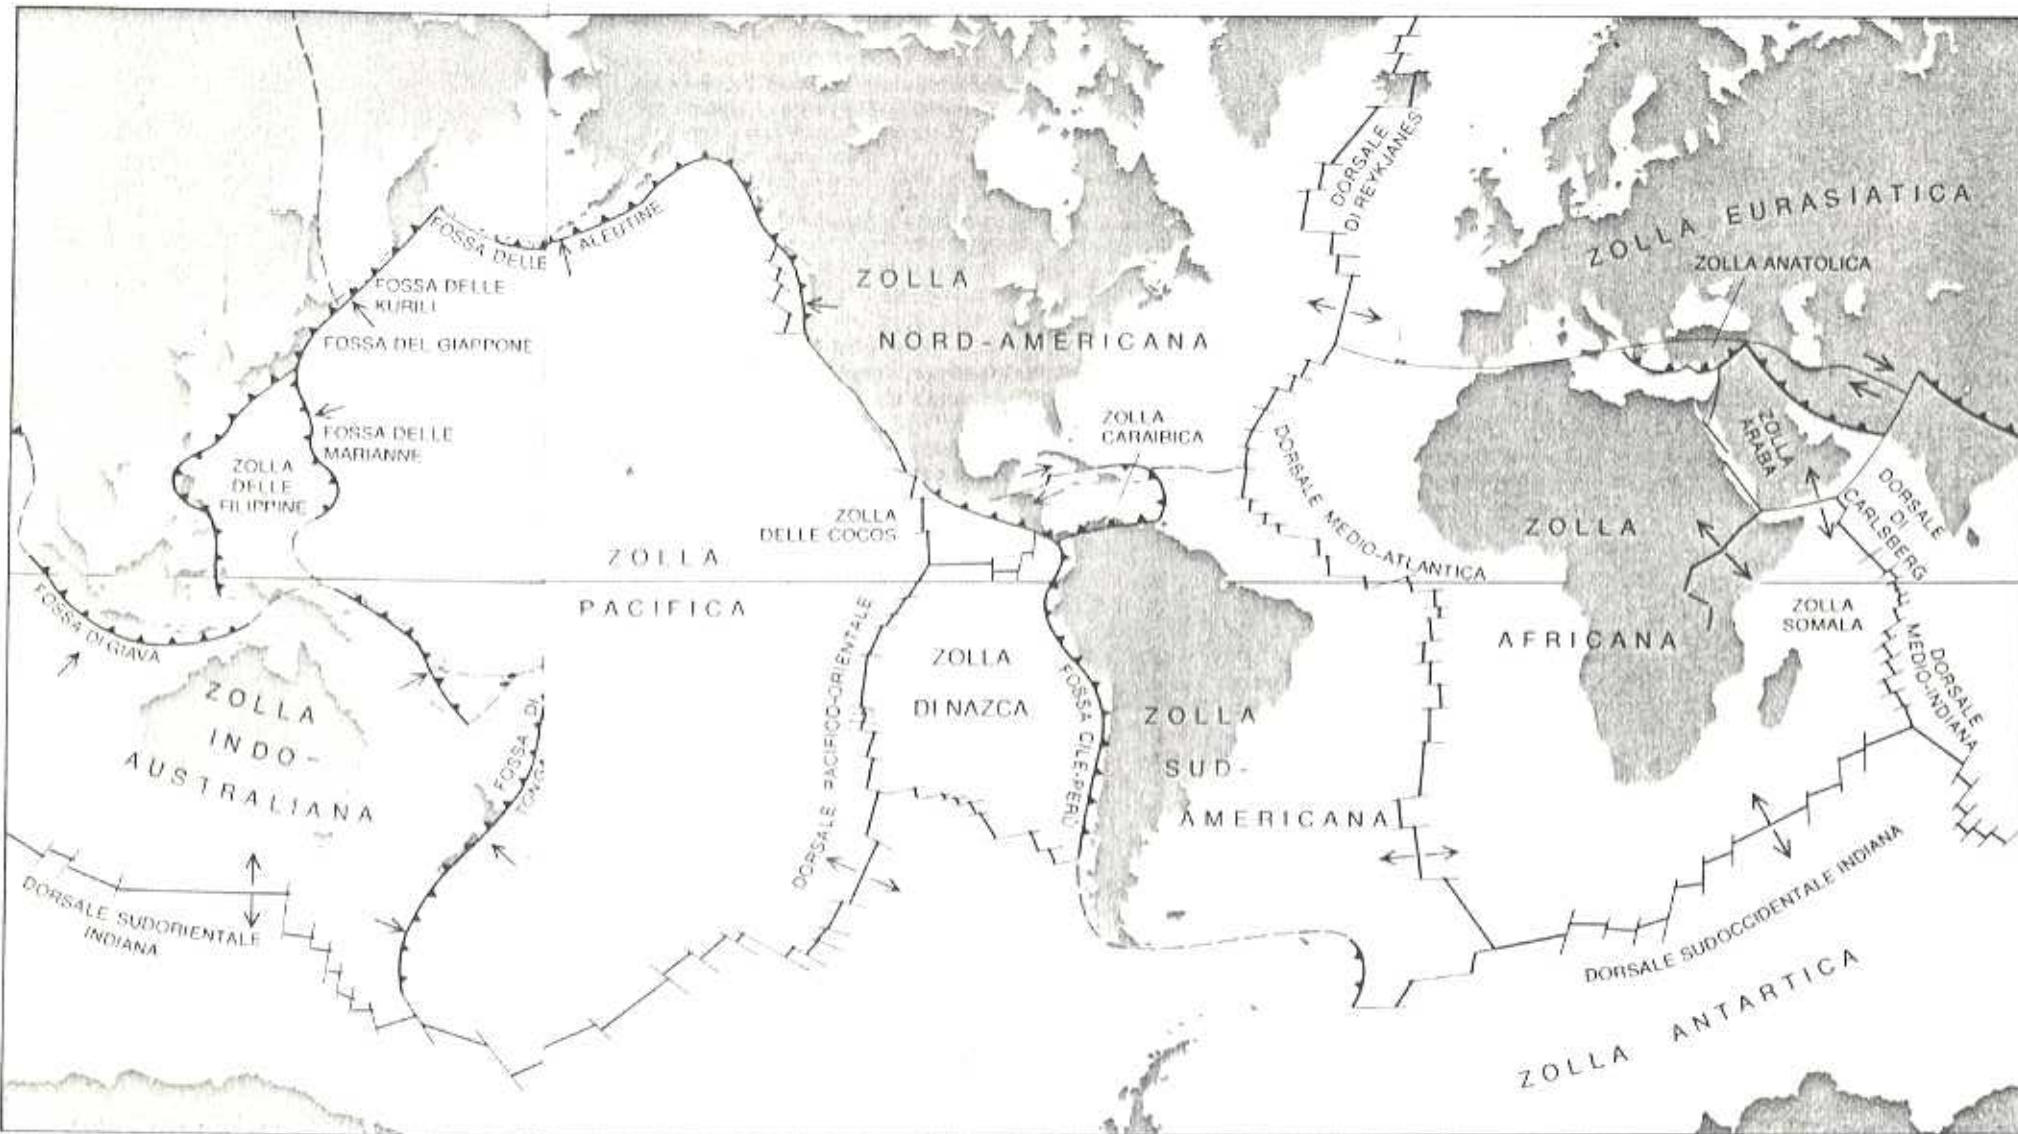 FOSSA DELLE
ALEUTINE
FOSSA DELLE
KURILI
FOSSA DEL GIAPPONE
FOSSA DELLE
MARIANNE
ZOLLA
DELLE
FILIPPINE
FOSSA DI GIAVA
ZOLLA
INDO-
AUSTRALIANA
FOSSA DI
TONGA
DORSALE SUDORIENTALE
INDIANA
ZOLLA
PACIFICA
DORSALE PACIFICO-ORIENTALE
ZOLLA
DELLE COCOS
ZOLLA
DI NAZCA
FOSSA CILE-PERÙ
ZOLLA
NORD-AMERICANA
ZOLLA
CARAIBICA
ZOLLA
SUD-
AMERICANA
DORSALE
DI REYKJANES
DORSALE MEDIO-ATLANTICA
ZOLLA EURASIATICA
ZOLLA ANATOLICA
ZOLLA
ARABA
ZOLLA
AFRICANA
ZOLLA
SOMALA
DORSALE
DI
CARLSBERG
DORSALE
MEDIO-INDIANA
DORSALE SUDOCCIDENTALE INDIANA
ZOLLA ANTARTICA